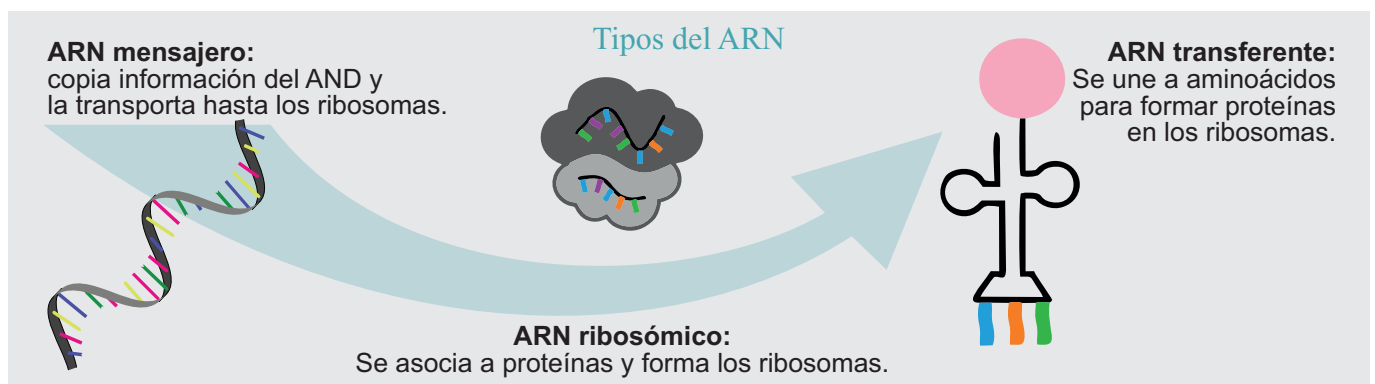 Tipos del ARN
ARN mensajero:
copia información del AND y
la transporta hasta los ribosomas.
ARN ribosómico:
Se asocia a proteínas y forma los ribosomas.
ARN transferente:
Se une a aminoácidos
para formar proteínas
en los ribosomas.